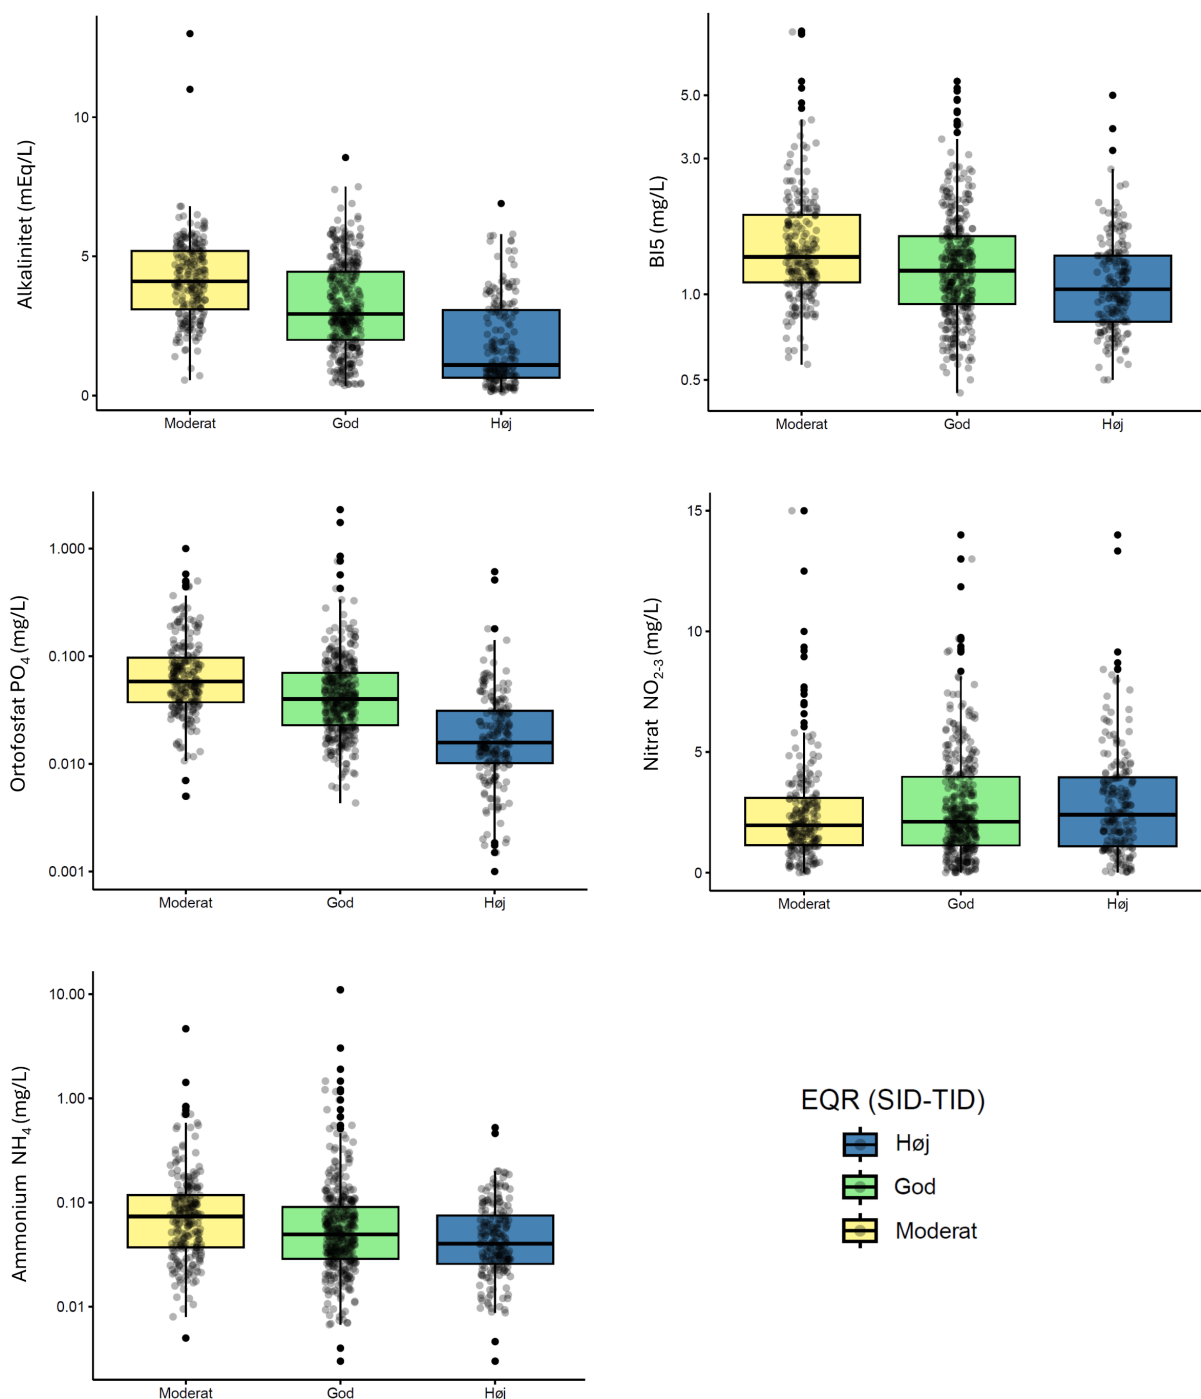 Alkalinitet (mEq/L)
10
5
0
Moderat God Høj
BI5 (mg/L)
5.0
3.0
1.0
0.5
Moderat God Høj
Ortofosfat PO₄ (mg/L)
1.000
0.100
0.010
0.001
Moderat God Høj
Nitrat NO₂₋₃ (mg/L)
15
10
5
0
Moderat God Høj
Ammonium NH₄ (mg/L)
10.00
1.00
0.10
0.01
Moderat God Høj
EQR (SID-TID)
Høj
God
Moderat